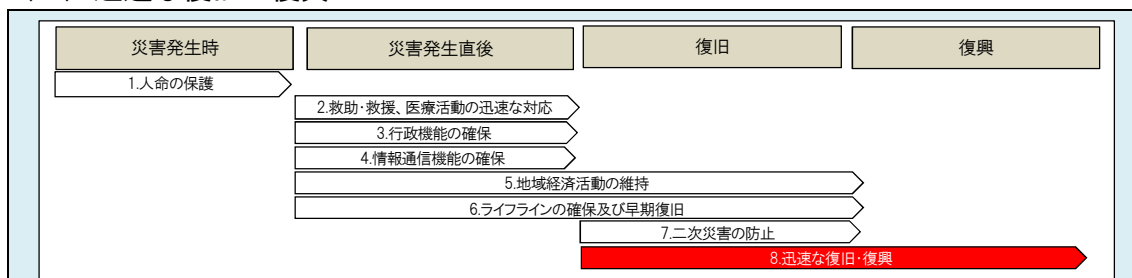 災害発生時 災害発生直後 復旧 復興
1.人命の保護
2.救助・救援、医療活動の迅速な対応
3.行政機能の確保
4.情報通信機能の確保
5.地域経済活動の維持
6.ライフラインの確保及び早期復旧
7.二次災害の防止
8.迅速な復旧・復興